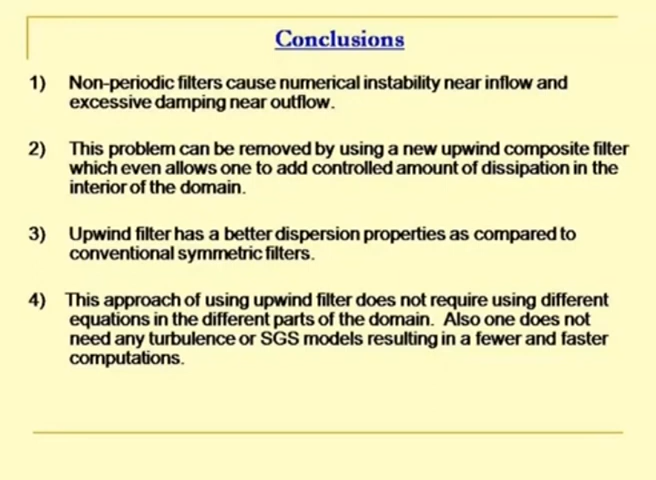 Conclusions
1) Non-periodic filters cause numerical instability near inflow and
excessive damping near outflow.
2) This problem can be removed by using a new upwind composite filter
which even allows one to add controlled amount of dissipation in the
interior of the domain.
3) Upwind filter has a better dispersion properties as compared to
conventional symmetric filters.
4) This approach of using upwind filter does not require using different
equations in the different parts of the domain. Also one does not
need any turbulence or SGS models resulting in a fewer and faster
computations.